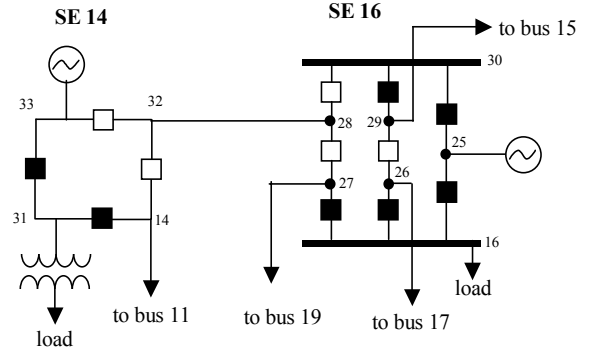 SE 14
SE 16
to bus 15
30
33
32
28
29
25
27
26
31
14
16
to bus 11
to bus 19
to bus 17
load
load